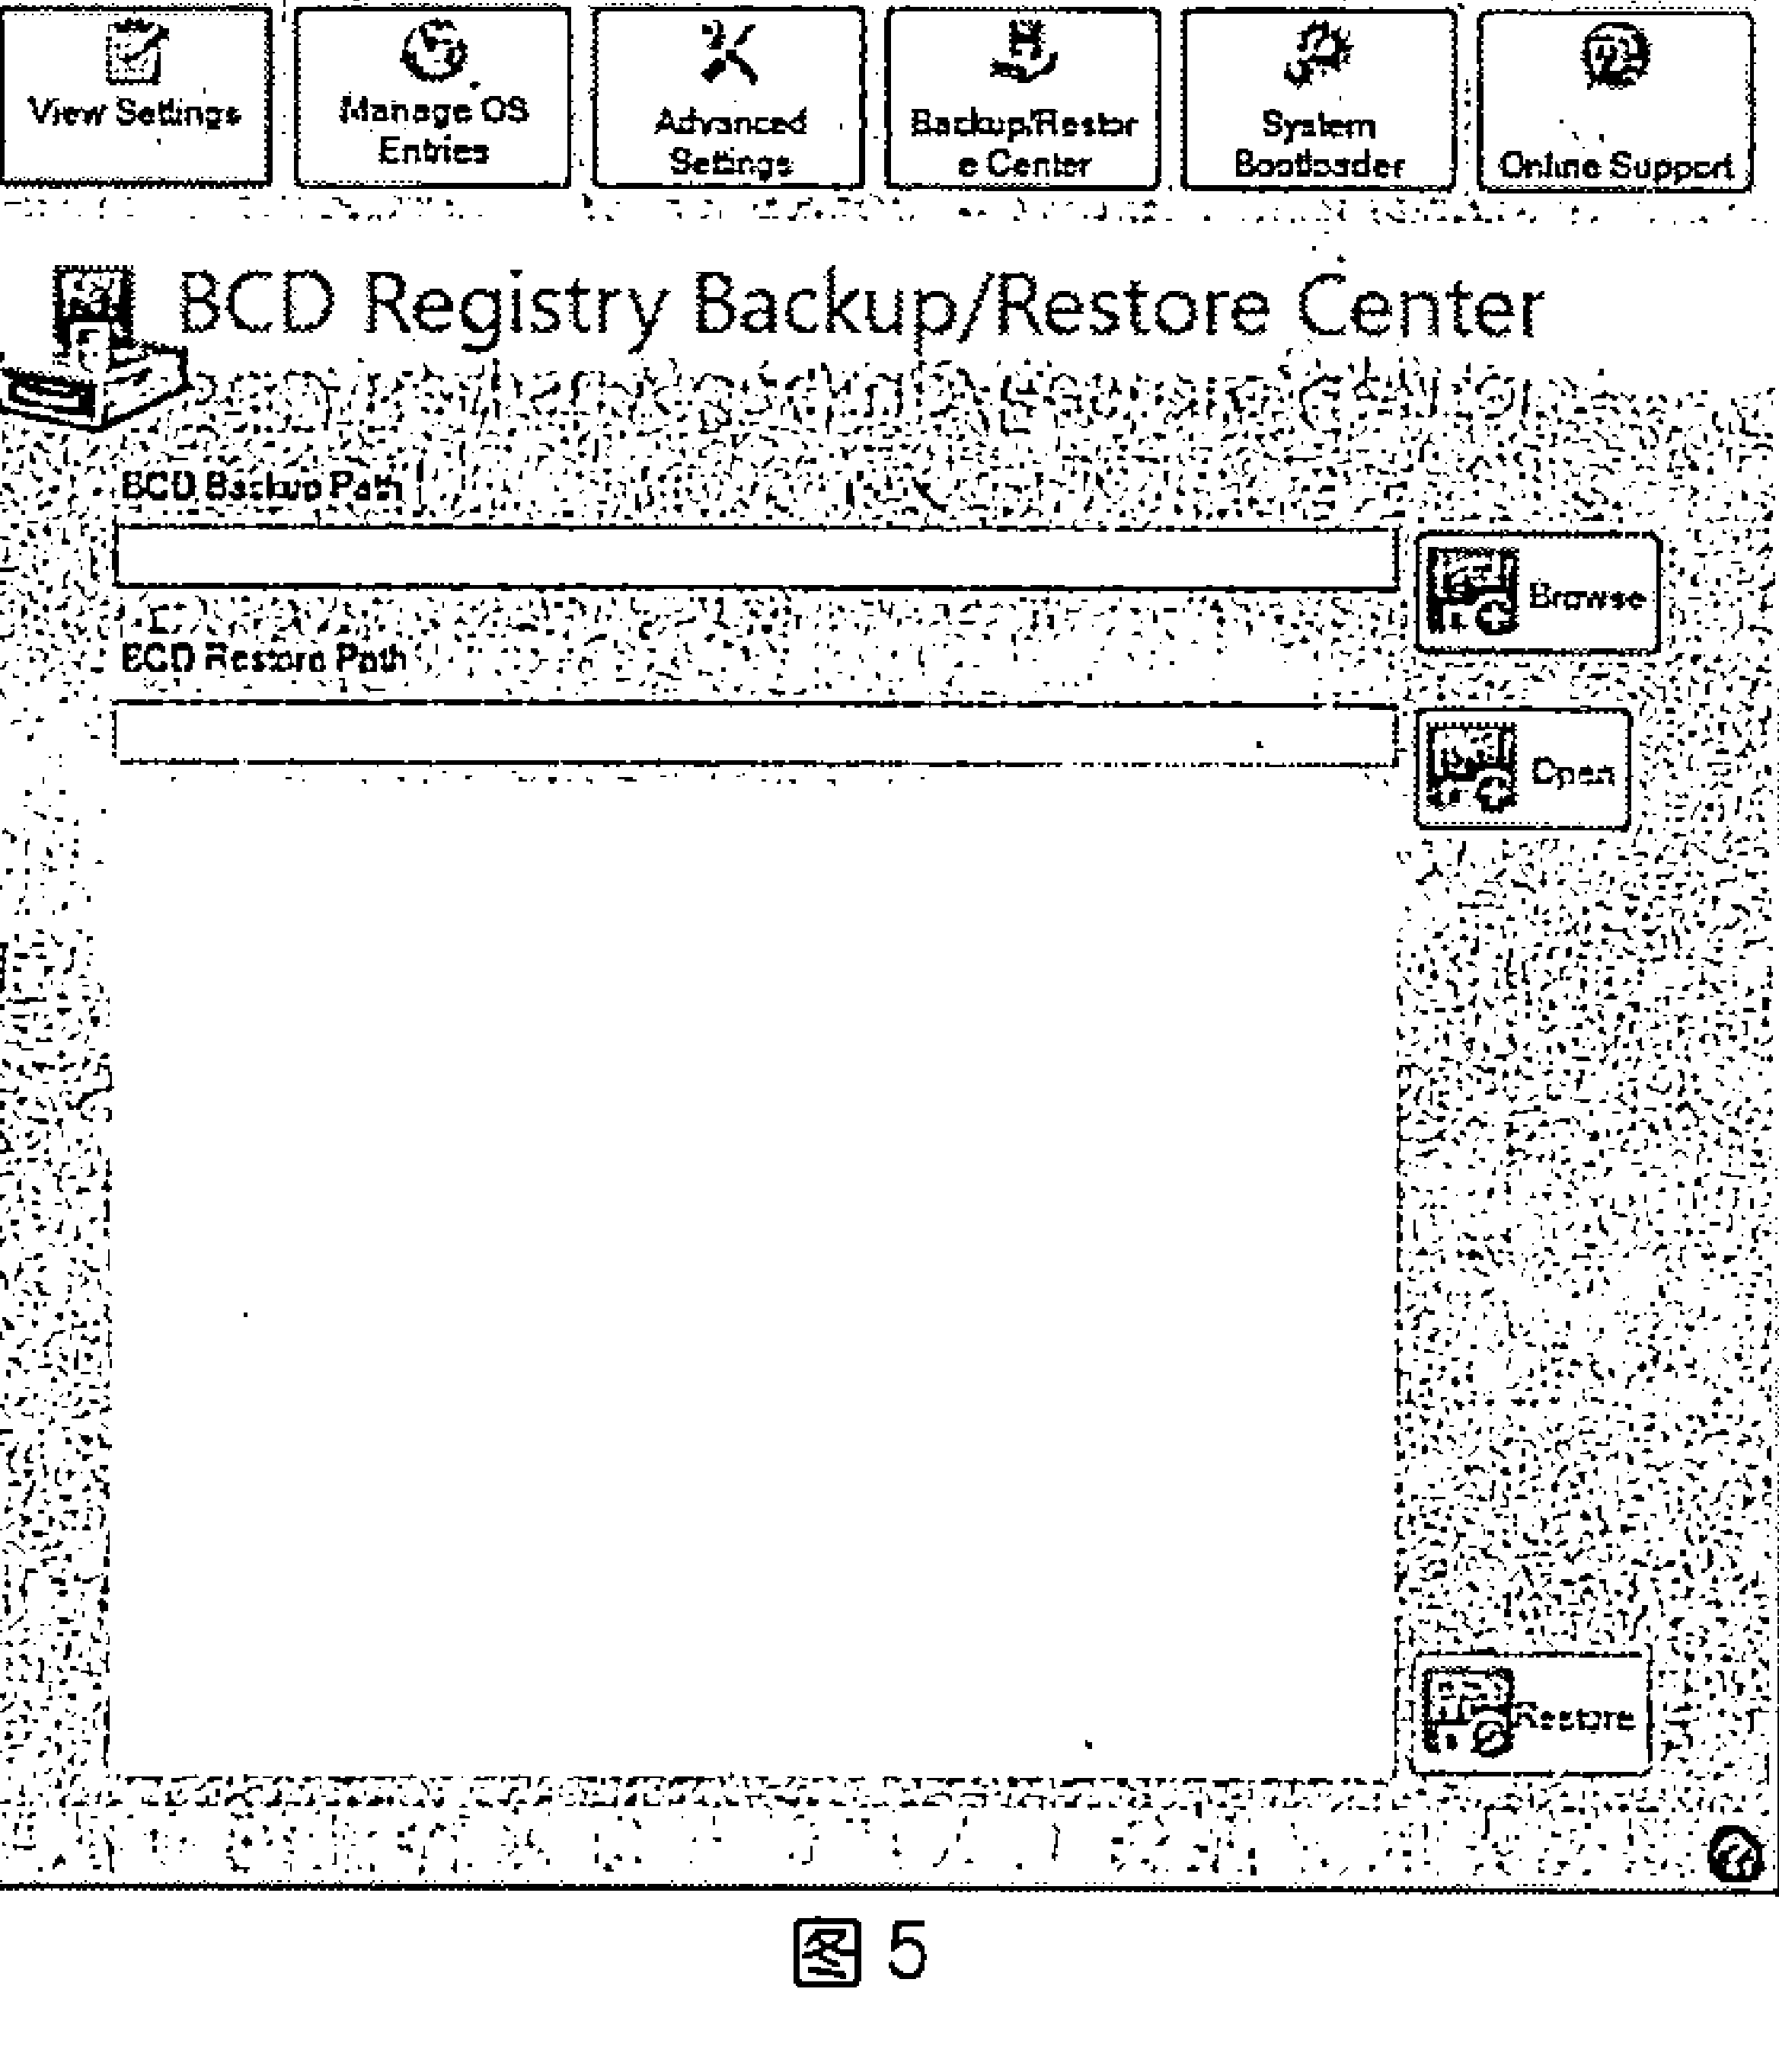 View Settings
Manage OS
Entries
Advanced
Settings
Backup/Restor
e Center
System
Bootloader
Online Support
BCD Registry Backup/Restore Center
BCD Backup Path
Browse
BCD Restore Path
Open
Restore
图 5